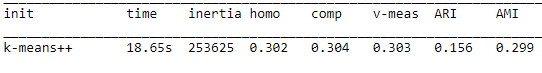 init time inertia homo comp v-meas ARI AMI
k-means++ 18.65s 253625 0.302 0.304 0.303 0.156 0.299